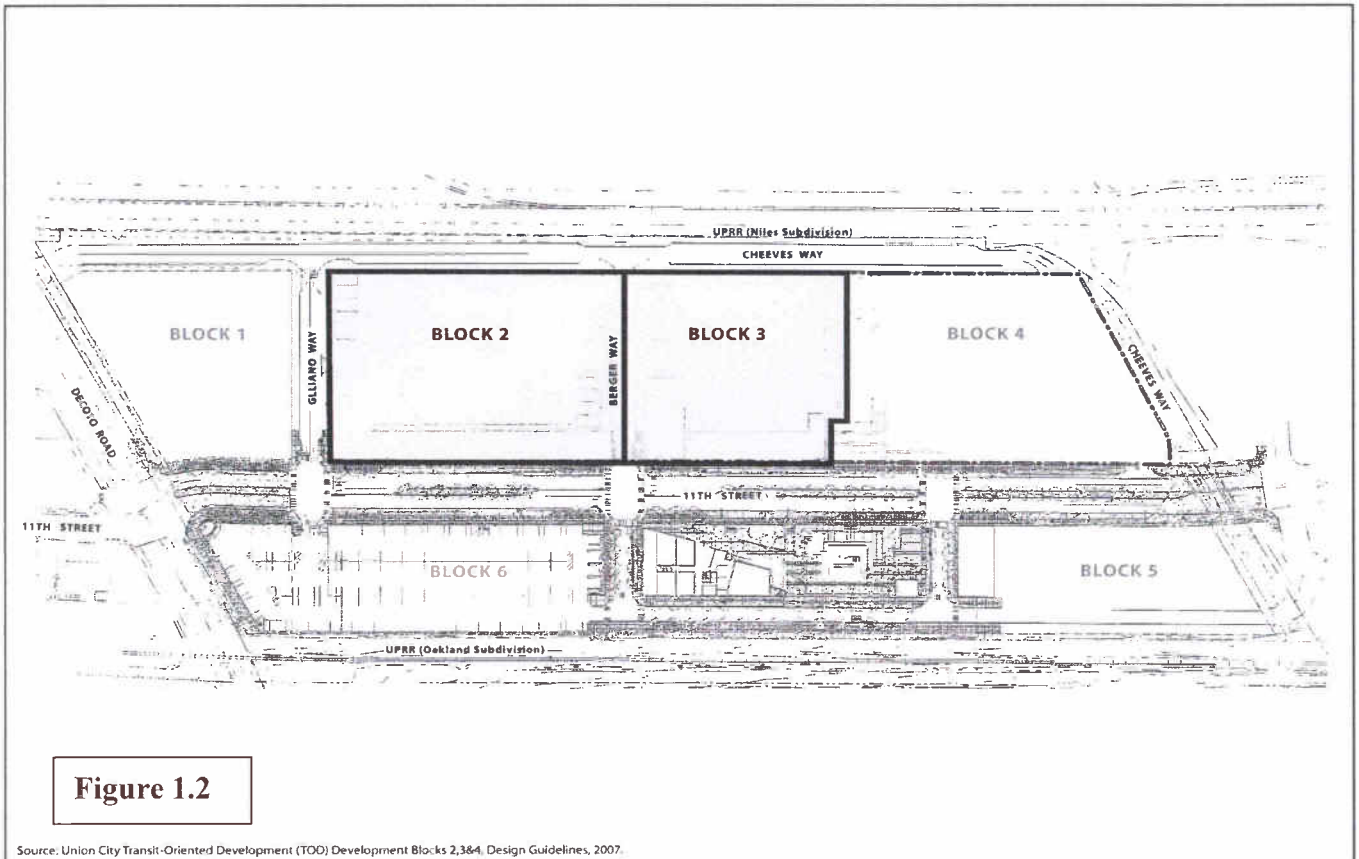 UPRR (Niles Subdivision)
CHEEVES WAY
BLOCK 1
GLLIANO WAY
BLOCK 2
BERGER WAY
BLOCK 3
BLOCK 4
CHEEVES WAY
DECOTO ROAD
11TH STREET
11TH STREET
BLOCK 6
BLOCK 5
UPRR (Oakland Subdivision)
Figure 1.2
Source: Union City Transit-Oriented Development (TOD) Development Blocks 2,3&4, Design Guidelines, 2007.